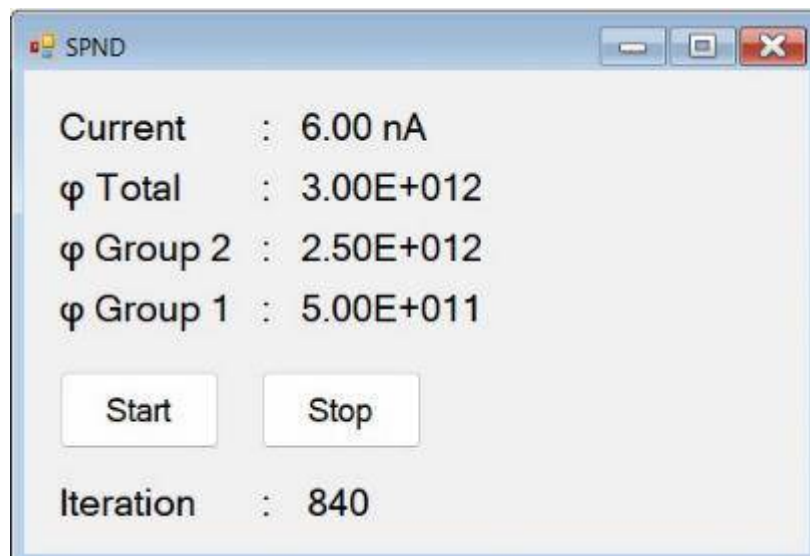 SPND
Current : 6.00 nA
φ Total : 3.00E+012
φ Group 2 : 2.50E+012
φ Group 1 : 5.00E+011
Start Stop
Iteration : 840